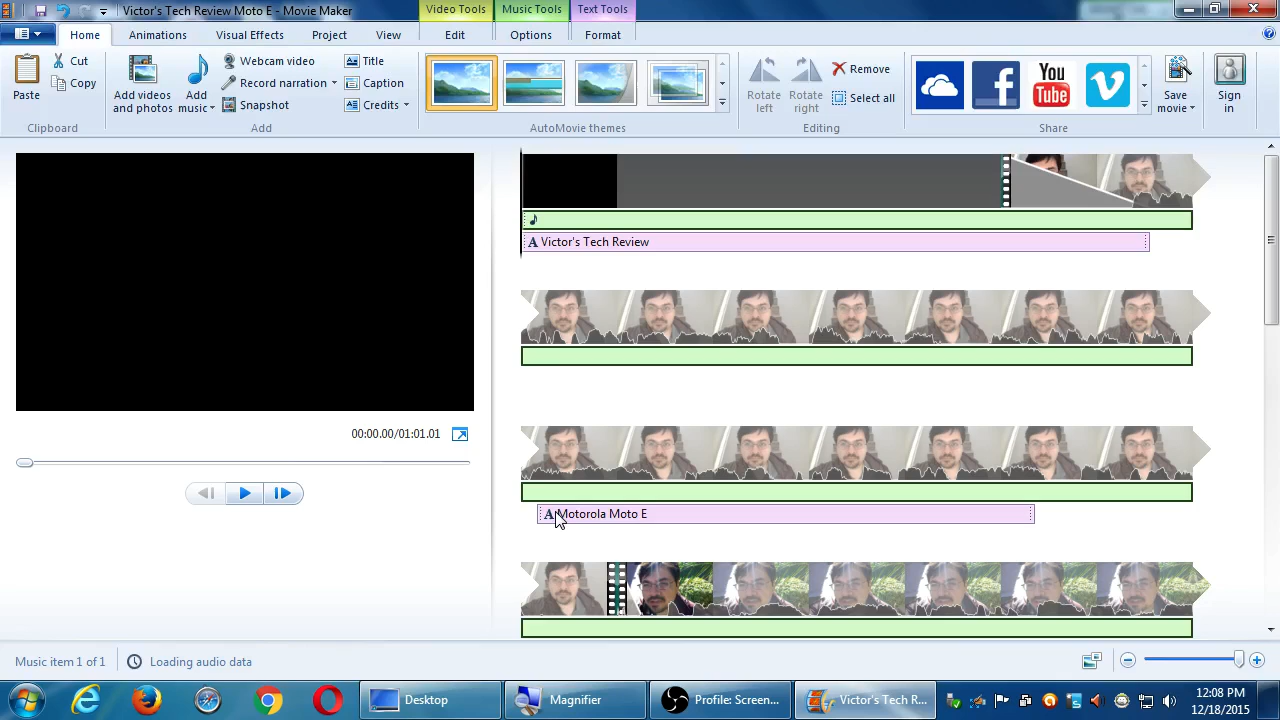 Victor's Tech Review Moto E - Movie Maker
Video Tools
Music Tools
Text Tools
Home
Animations
Visual Effects
Project
View
Edit
Options
Format
Paste
Cut
Copy
Clipboard
Add videos and photos
Add music
Webcam video
Record narration
Snapshot
Title
Caption
Credits
Add
AutoMovie themes
Rotate left
Rotate right
Remove
Select all
Editing
You Tube
Share
Save movie
Sign in
A Victor's Tech Review
00:00.00/01:01.01
A Motorola Moto E
Music item 1 of 1
Loading audio data
Desktop
Magnifier
Profile: Screen...
Victor's Tech R...
12:08 PM
12/18/2015